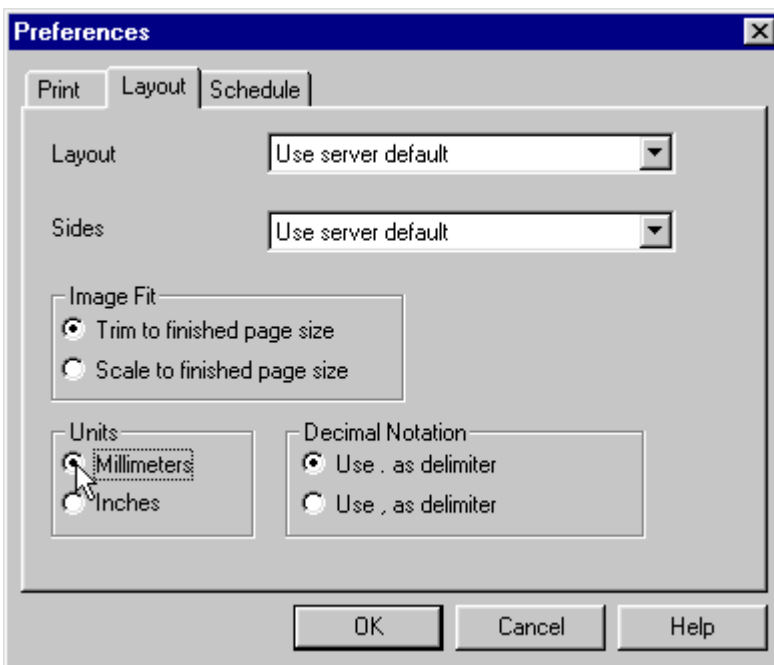 Preferences
Print Layout Schedule
Layout Use server default
Sides Use server default
Image Fit
Trim to finished page size
Scale to finished page size
Units Decimal Notation
Millimeters Use . as delimiter
Inches Use , as delimiter
OK Cancel Help